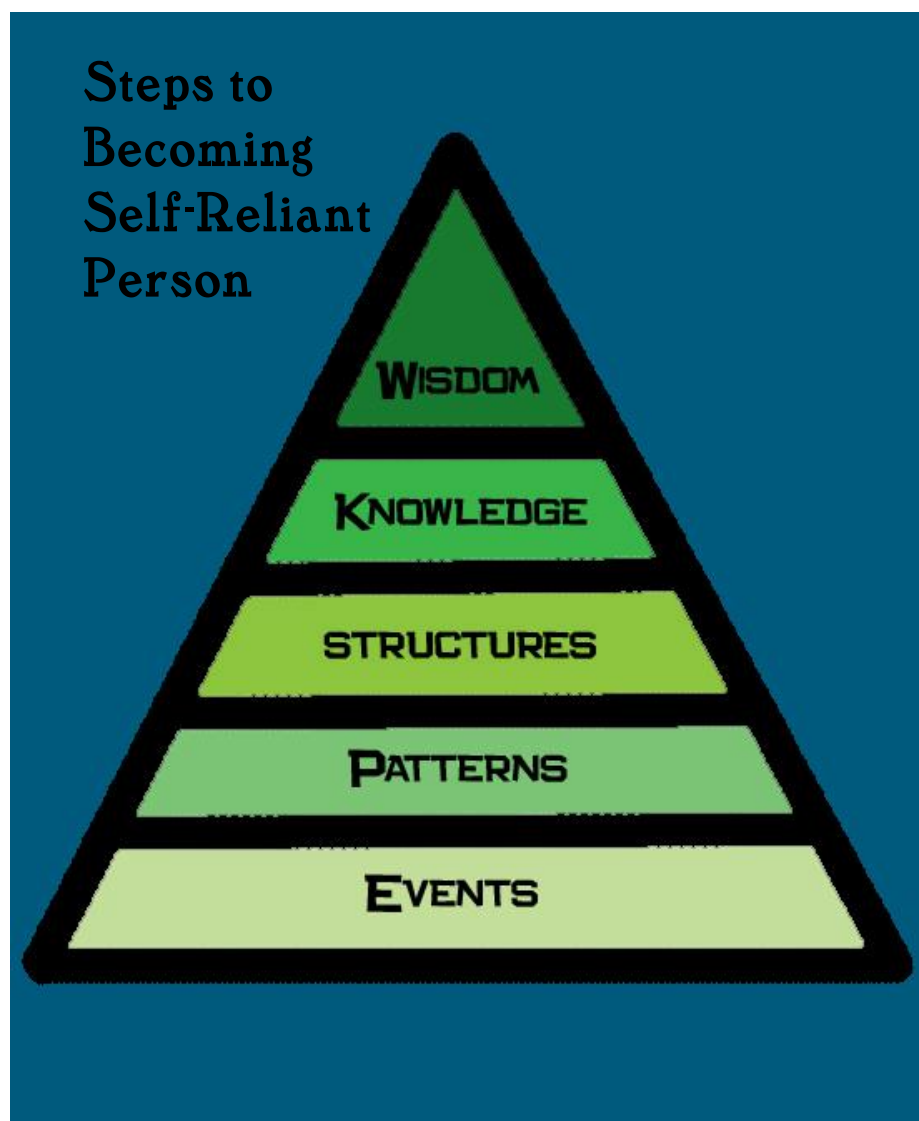 Steps to
Becoming
Self-Reliant
Person
WISDOM
KNOWLEDGE
STRUCTURES
PATTERNS
EVENTS